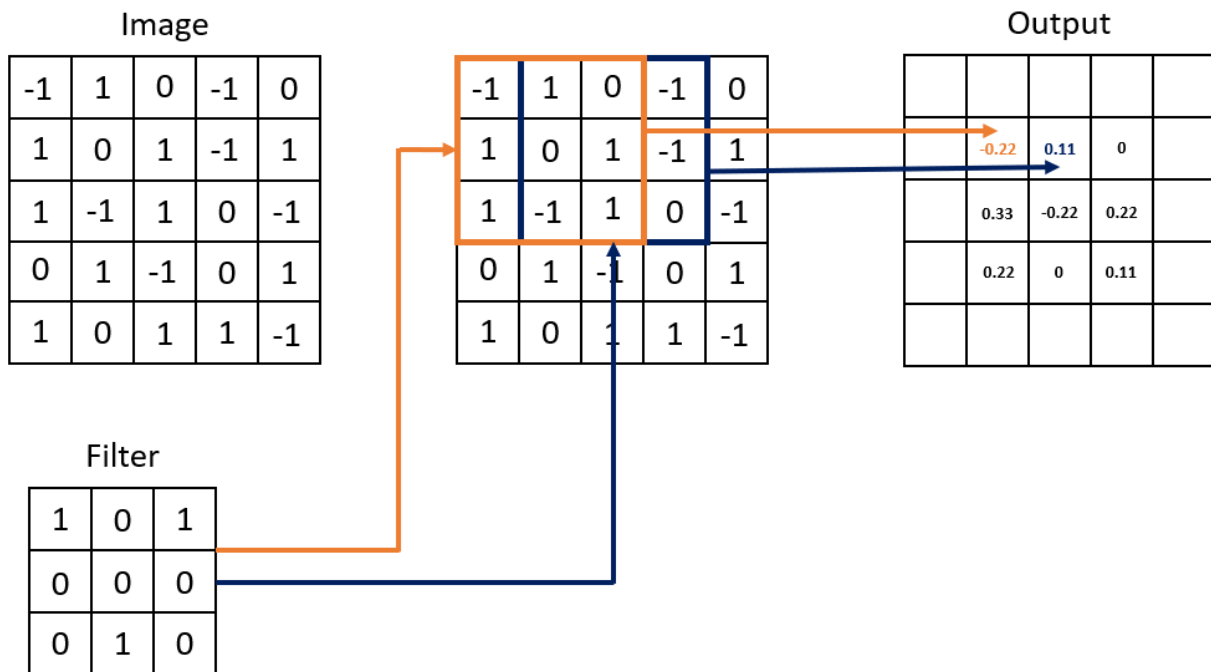 Image Output
-1 1 0 -1 0 -1 1 0 -1 0
1 0 1 -1 1 1 0 1 -1 1 -0.22 0.11 0
1 -1 1 0 -1 1 -1 1 0 -1 0.33 -0.22 0.22
0 1 -1 0 1 0 1 -1 0 1 0.22 0 0.11
1 0 1 1 -1 1 0 1 1 -1
Filter
1 0 1
0 0 0
0 1 0